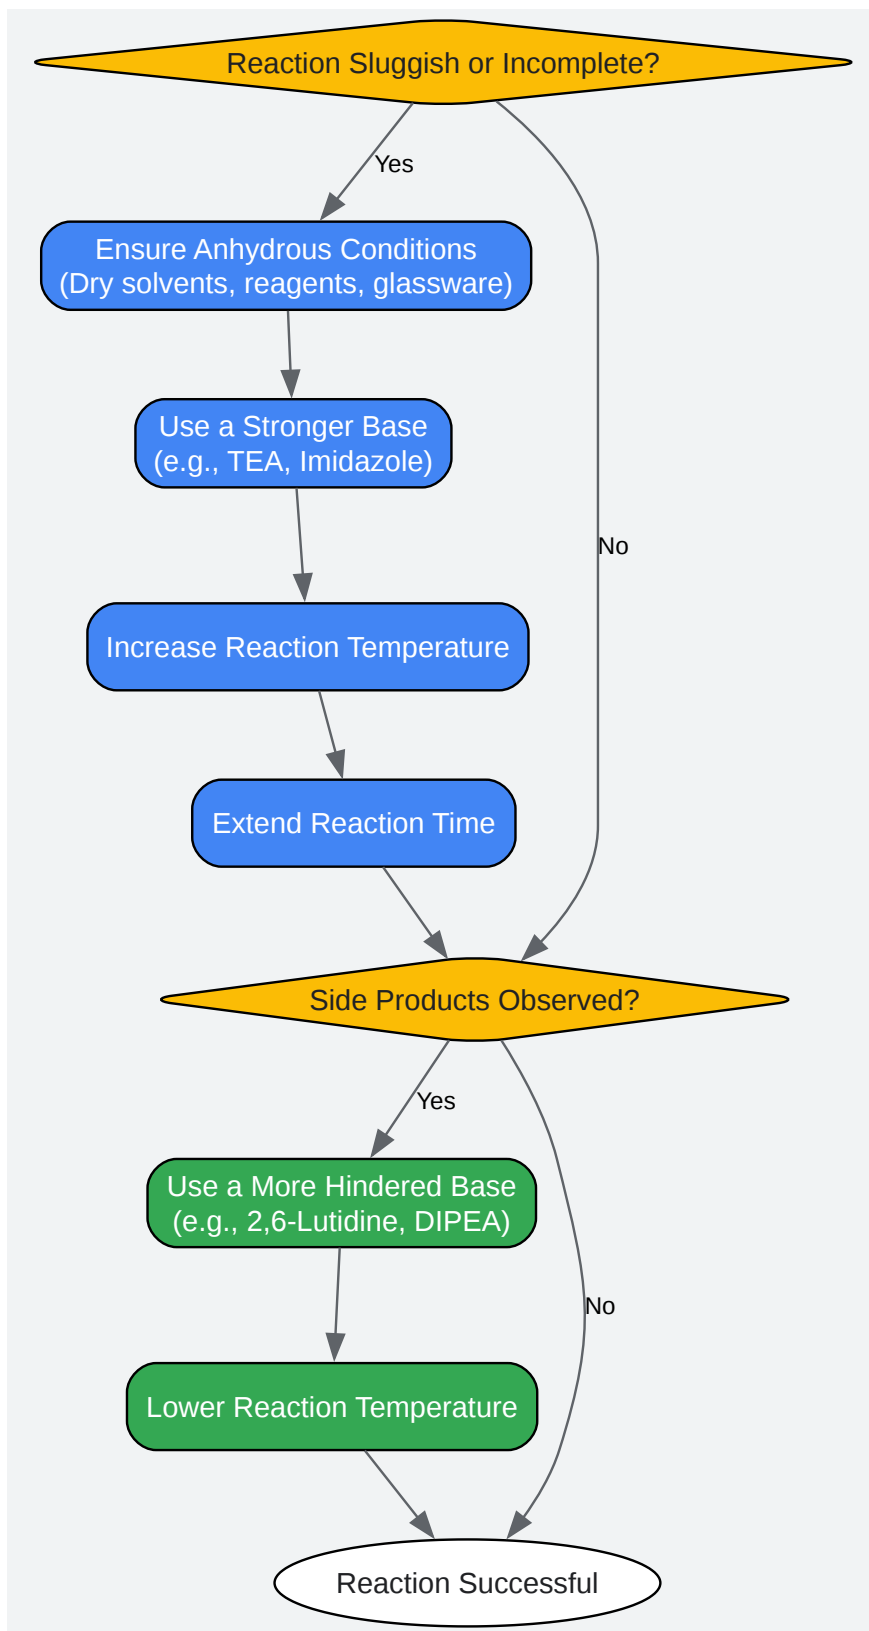 Reaction Sluggish or Incomplete?
Yes
Ensure Anhydrous Conditions
(Dry solvents, reagents, glassware)
Use a Stronger Base
(e.g., TEA, Imidazole)
No
Increase Reaction Temperature
Extend Reaction Time
Side Products Observed?
Yes
Use a More Hindered Base
(e.g., 2,6-Lutidine, DIPEA)
No
Lower Reaction Temperature
Reaction Successful